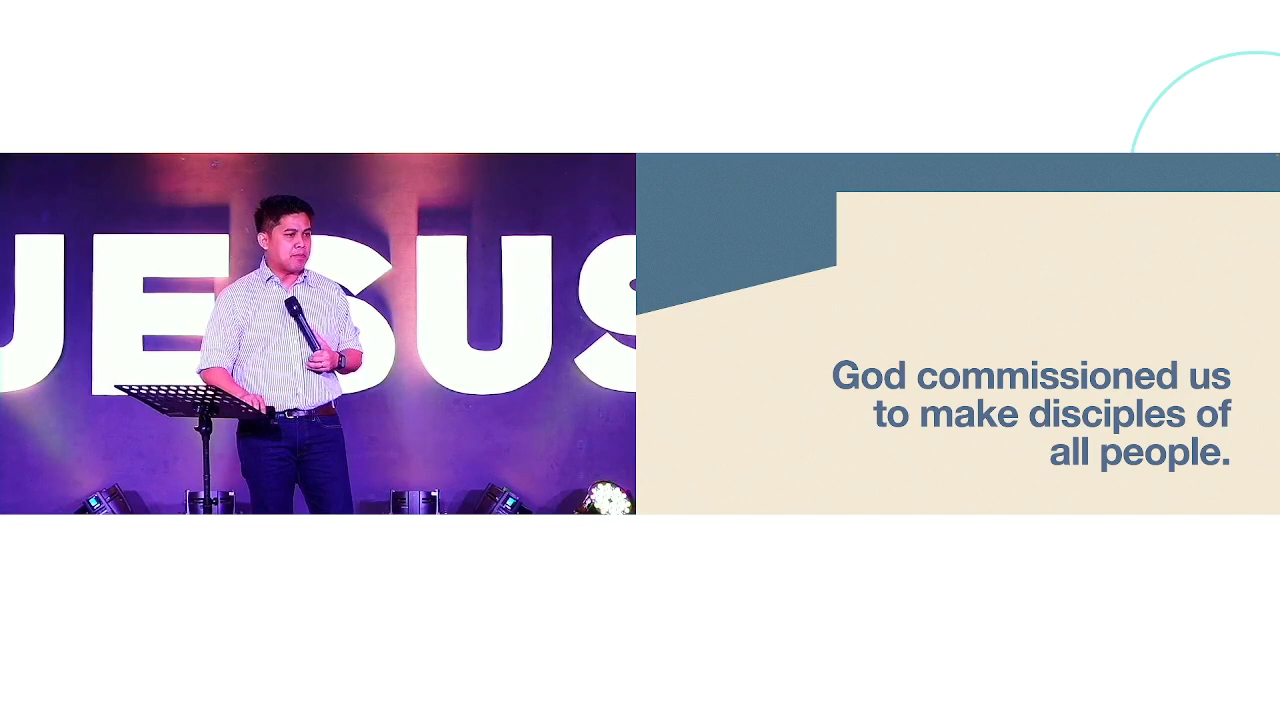 JESUS
God commissioned us
to make disciples of
all people.